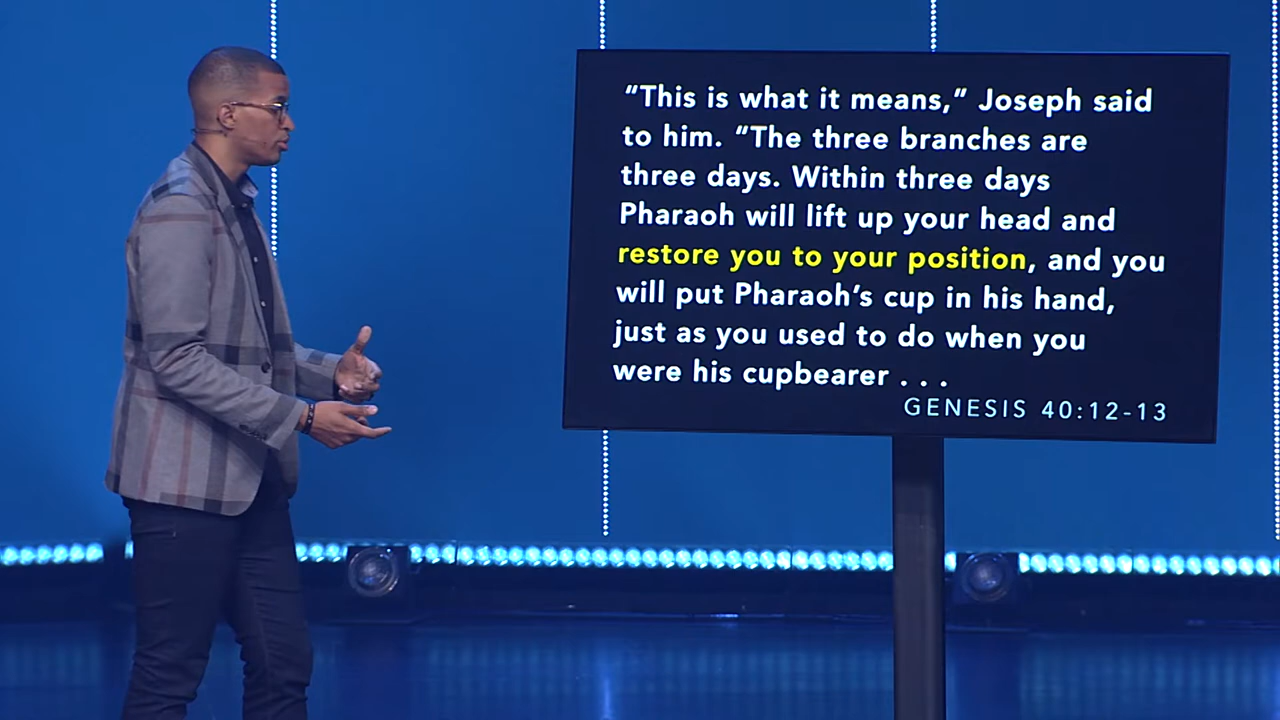 “This is what it means,” Joseph said
to him. “The three branches are
three days. Within three days
Pharaoh will lift up your head and
restore you to your position, and you
will put Pharaoh’s cup in his hand,
just as you used to do when you
were his cupbearer . . .
GENESIS 40:12-13